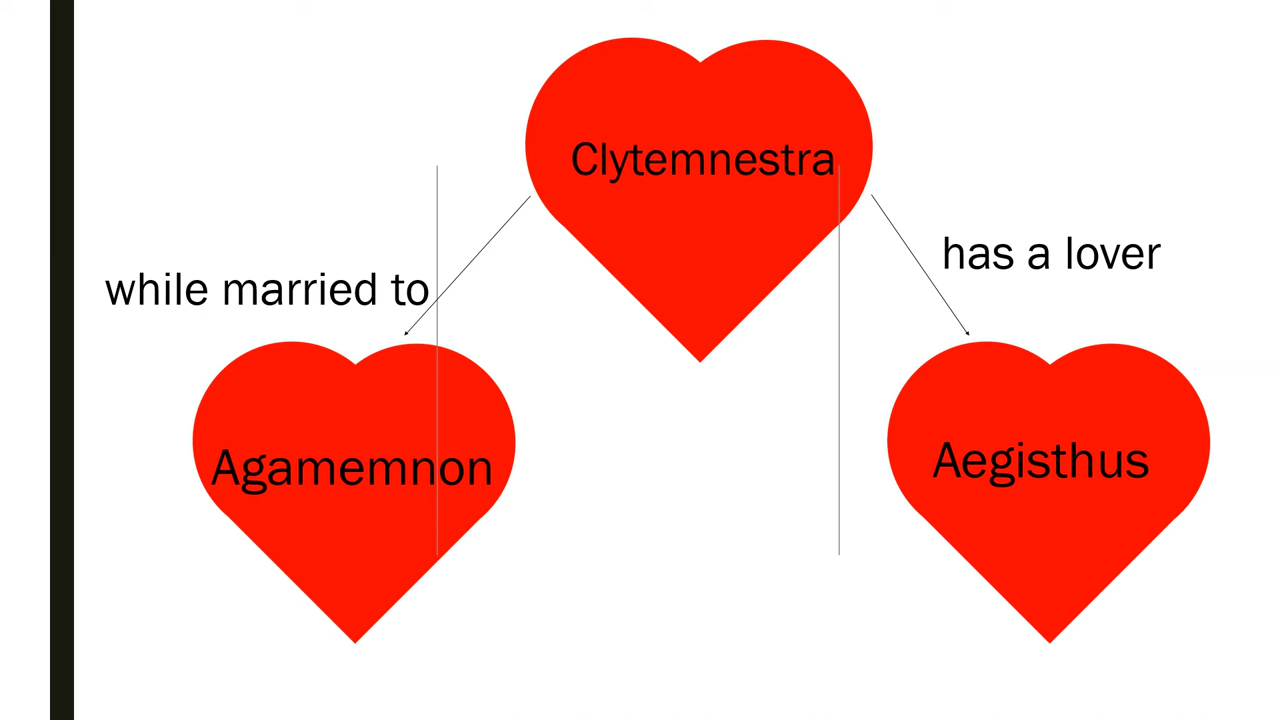 Clytemnestra
has a lover
while married to
Agamemnon
Aegisthus